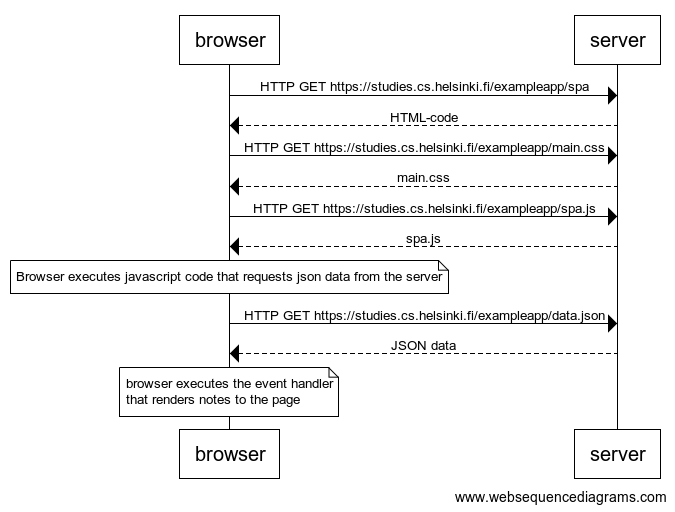 browser
server
HTTP GET https://studies.cs.helsinki.fi/exampleapp/spa
HTML-code
HTTP GET https://studies.cs.helsinki.fi/exampleapp/main.css
main.css
HTTP GET https://studies.cs.helsinki.fi/exampleapp/spa.js
spa.js
Browser executes javascript code that requests json data from the server
HTTP GET https://studies.cs.helsinki.fi/exampleapp/data.json
JSON data
browser executes the event handler
that renders notes to the page
browser
server
www.websequencediagrams.com